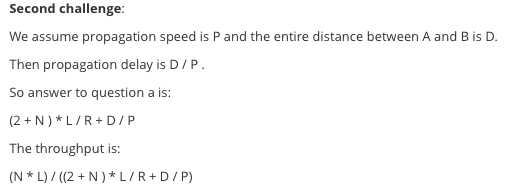 Second challenge:
We assume propagation speed is P and the entire distance between A and B is D.
Then propagation delay is D / P .
So answer to question a is:
(2 + N ) * L / R + D / P
The throughput is:
(N * L) / ((2 + N ) * L / R + D / P)